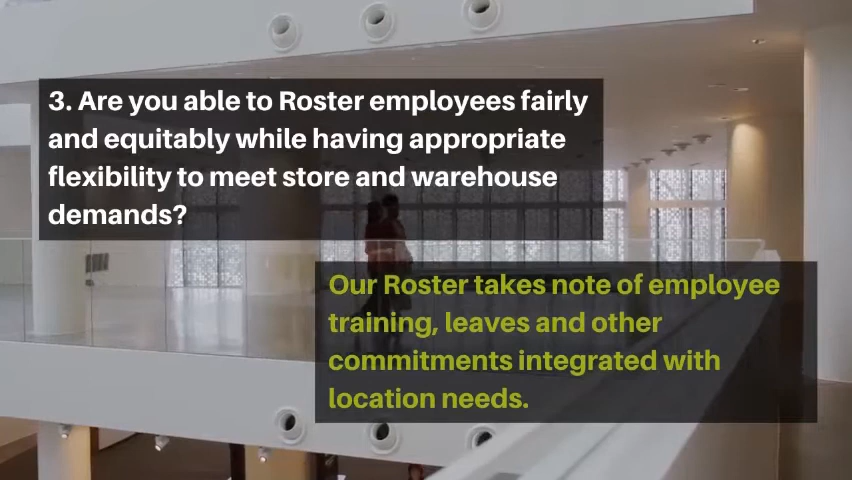 3. Are you able to Roster employees fairly
and equitably while having appropriate
flexibility to meet store and warehouse
demands?
Our Roster takes note of employee
training, leaves and other
commitments integrated with
location needs.